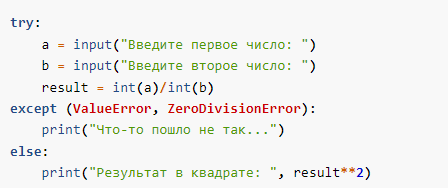 try:
    a = input("Введите первое число: ")
    b = input("Введите второе число: ")
    result = int(a)/int(b)
except (ValueError, ZeroDivisionError):
    print("Что-то пошло не так...")
else:
    print("Результат в квадрате: ", result**2)